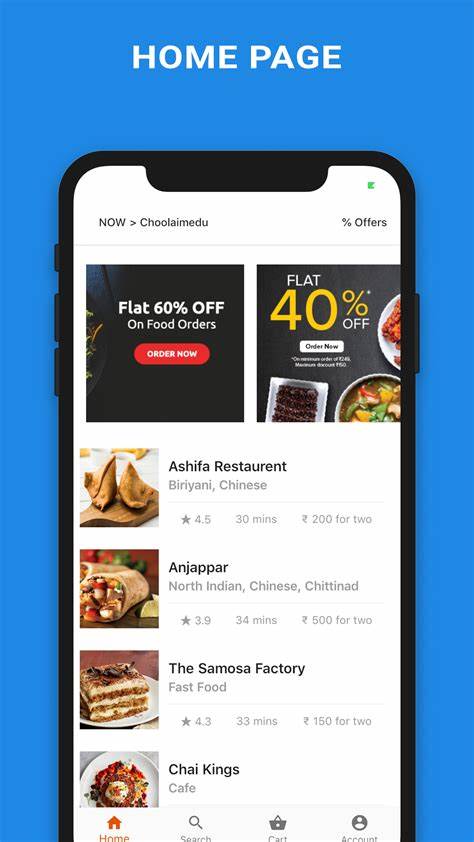 HOME PAGE
NOW > Choolaimedu
% Offers
Flat 60% OFF
On Food Orders
ORDER NOW
FLAT
40%*
OFF
Order Now
*On minimum order of ₹249.
Maximum discount ₹150.
Ashifa Restaurent
Biriyani, Chinese
★ 4.5 30 mins ₹ 200 for two
Anjappar
North Indian, Chinese, Chittinad
★ 3.9 34 mins ₹ 500 for two
The Samosa Factory
Fast Food
★ 4.3 33 mins ₹ 150 for two
Chai Kings
Cafe
Home Search Cart Account